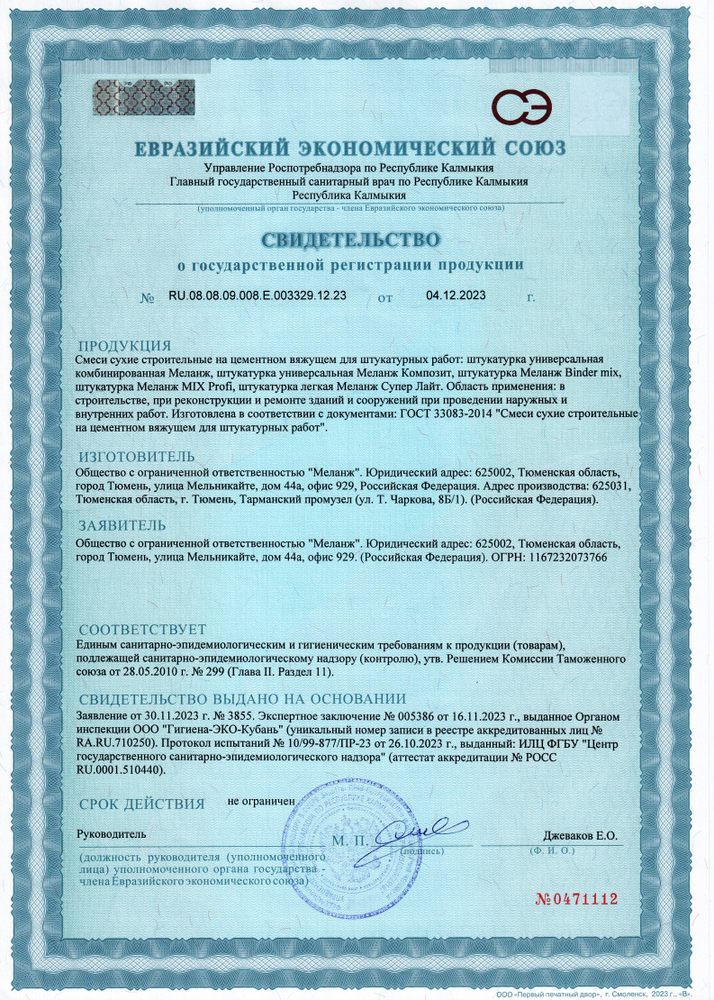 СЭ
ЕВРАЗИЙСКИЙ ЭКОНОМИЧЕСКИЙ СОЮЗ
Управление Роспотребнадзора по Республике Калмыкия
Главный государственный санитарный врач по Республике Калмыкия
Республика Калмыкия
(уполномоченный орган государства - члена Евразийского экономического союза)
СВИДЕТЕЛЬСТВО
о государственной регистрации продукции
№ RU.08.08.09.008.E.003329.12.23 от 04.12.2023 г.
ПРОДУКЦИЯ
Смеси сухие строительные на цементном вяжущем для штукатурных работ: штукатурка универсальная
комбинированная Меланж, штукатурка универсальная Меланж Композит, штукатурка Меланж Binder mix,
штукатурка Меланж MIX Profi, штукатурка легкая Меланж Супер Лайт. Область применения: в
строительстве, при реконструкции и ремонте зданий и сооружений при проведении наружных и
внутренних работ. Изготовлена в соответствии с документами: ГОСТ 33083-2014 "Смеси сухие строительные
на цементном вяжущем для штукатурных работ".
ИЗГОТОВИТЕЛЬ
Общество с ограниченной ответственностью "Меланж". Юридический адрес: 625002, Тюменская область,
город Тюмень, улица Мельникайте, дом 44а, офис 929, Российская Федерация. Адрес производства: 625031,
Тюменская область, г. Тюмень, Тарманский промузел (ул. Т. Чаркова, 8Б/1). (Российская Федерация).
ЗАЯВИТЕЛЬ
Общество с ограниченной ответственностью "Меланж". Юридический адрес: 625002, Тюменская область,
город Тюмень, улица Мельникайте, дом 44а, офис 929. (Российская Федерация). ОГРН: 1167232073766
СООТВЕТСТВУЕТ
Единым санитарно-эпидемиологическим и гигиеническим требованиям к продукции (товарам),
подлежащей санитарно-эпидемиологическому надзору (контролю), утв. Решением Комиссии Таможенного
союза от 28.05.2010 г. № 299 (Глава II. Раздел 11).
СВИДЕТЕЛЬСТВО ВЫДАНО НА ОСНОВАНИИ
Заявление от 30.11.2023 г. № 3855. Экспертное заключение № 005386 от 16.11.2023 г., выданное Органом
инспекции ООО "Гигиена-ЭКО-Кубань" (уникальный номер записи в реестре аккредитованных лиц №
RA.RU.710250). Протокол испытаний № 10/99-877/ПР-23 от 26.10.2023 г., выданный: ИЛЦ ФГБУ "Центр
государственного санитарно-эпидемиологического надзора" (аттестат аккредитации № РОСС
RU.0001.510440).
СРОК ДЕЙСТВИЯ не ограничен
Руководитель М. П. Джеваков Е.О.
(подпись) (Ф. И. О.)
(должность руководителя (уполномоченного
лица) уполномоченного органа государства -
члена Евразийского экономического союза)
№0471112
ООО «Первый печатный двор», г. Смоленск, 2023 г., «В».